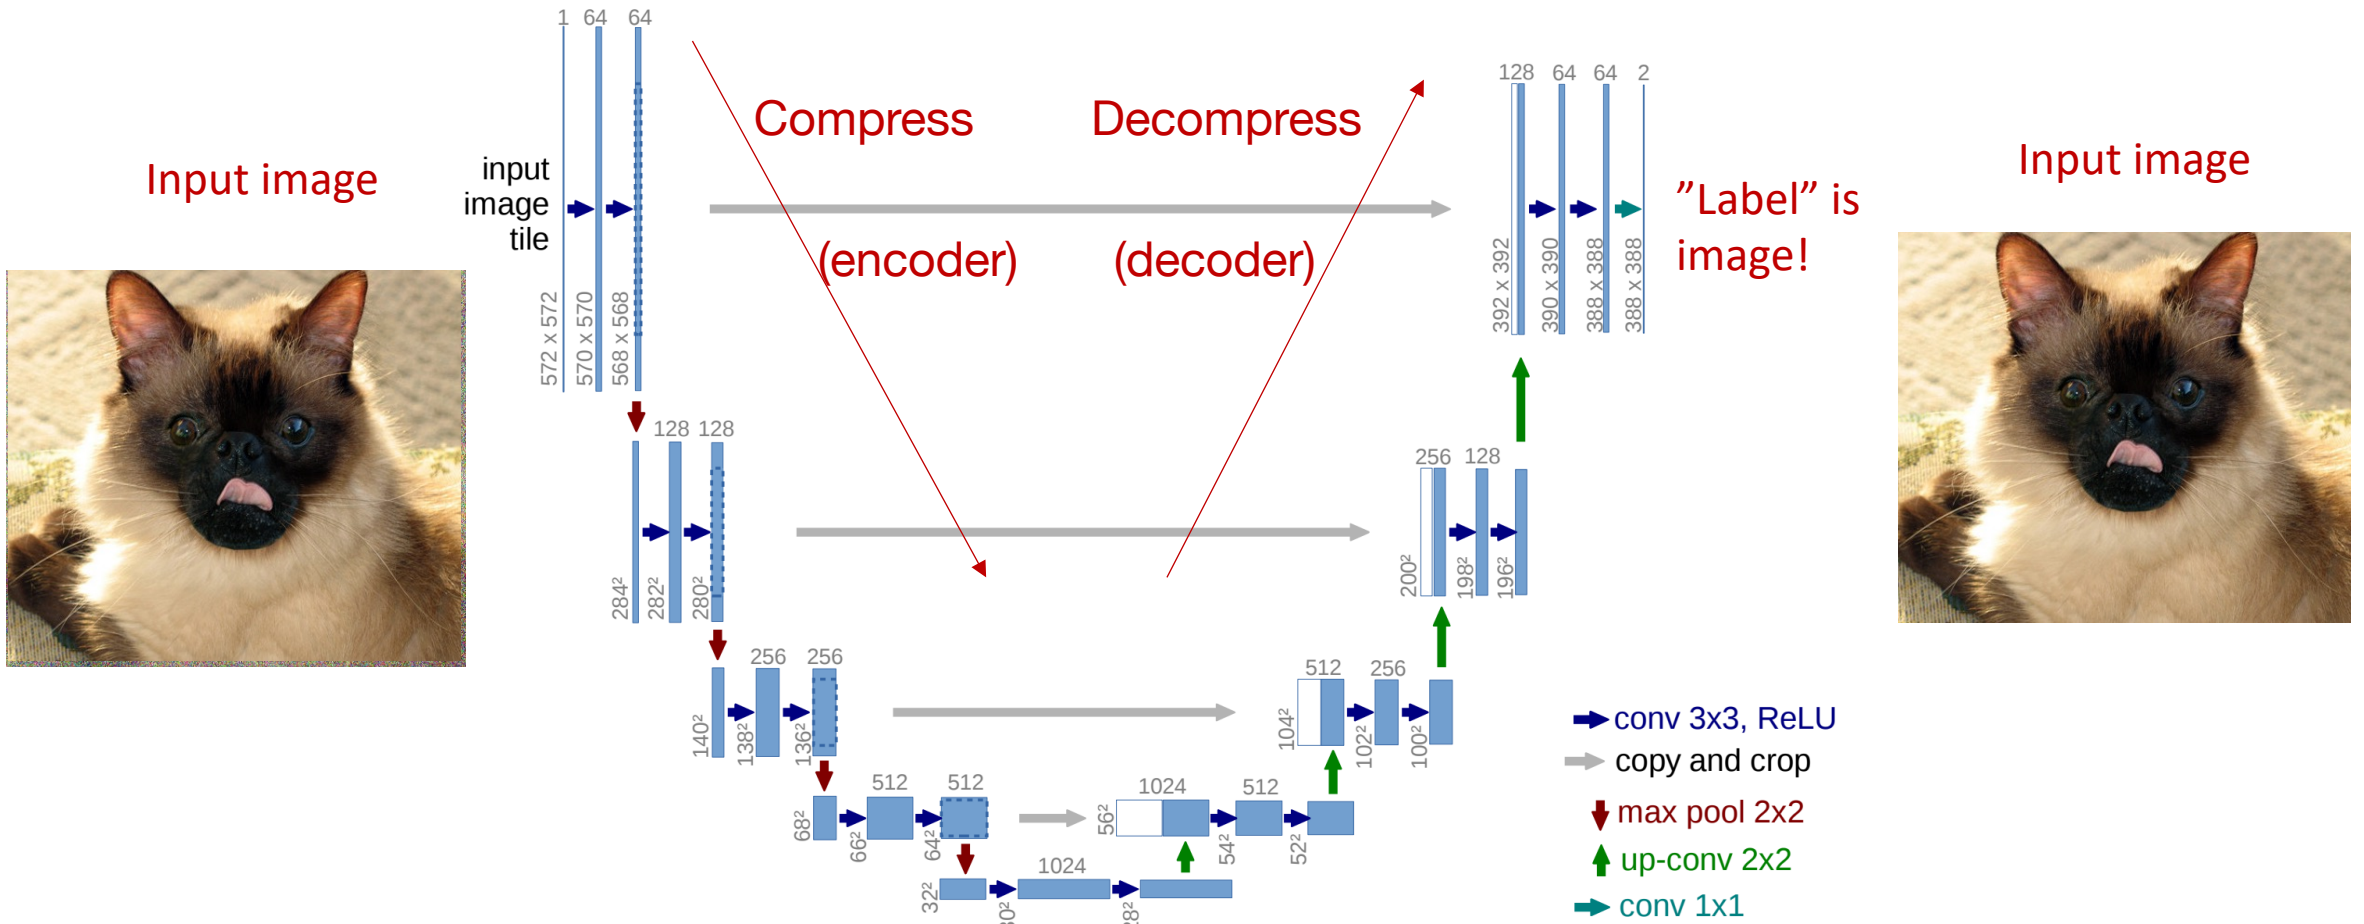 1 64 64
128 64 64 2
Compress
Decompress
Input image
Input image
input
image
tile
”Label” is
image!
(encoder)
(decoder)
572 x 572
570 x 570
568 x 568
392 x 392
390 x 390
388 x 388
388 x 388
128 128
256 128
284²
282²
280²
200²
198²
196²
256 256
512 256
140²
138²
136²
104²
102²
100²
512 512
1024 512
68²
66²
64²
56²
54²
52²
1024
32²
conv 3x3, ReLU
copy and crop
max pool 2x2
up-conv 2x2
conv 1x1